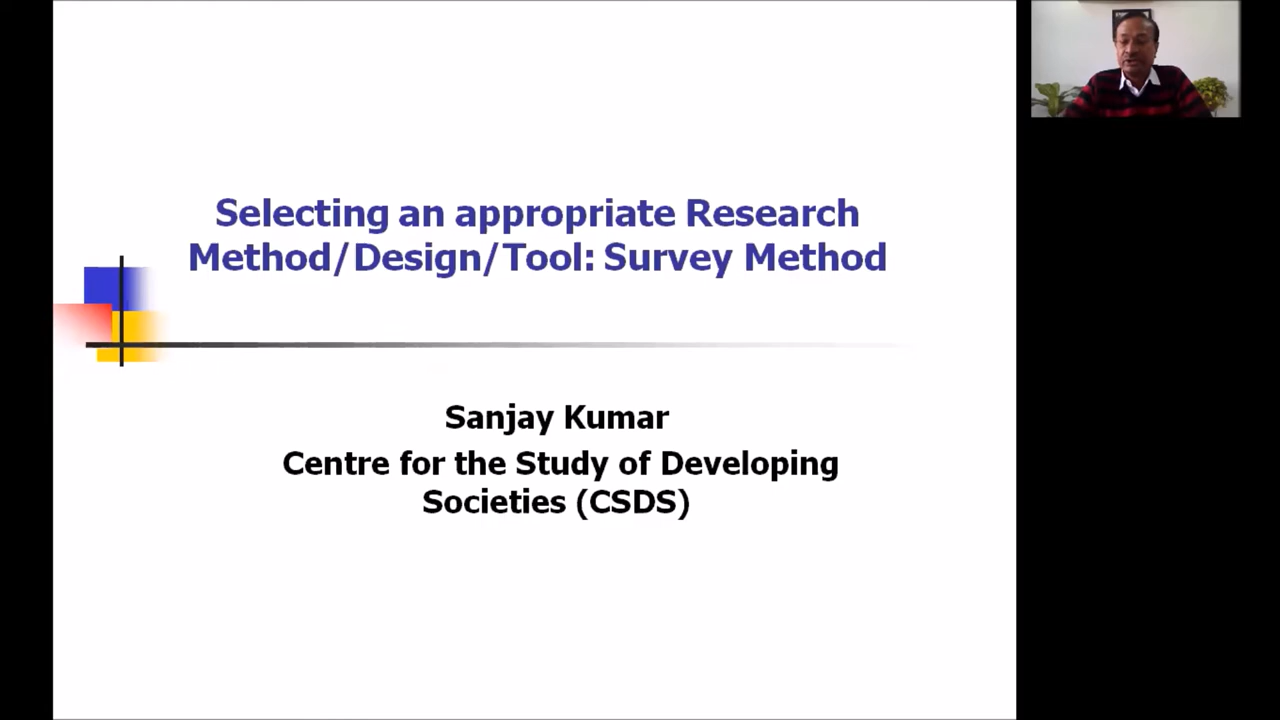 Selecting an appropriate Research
Method/Design/Tool: Survey Method
Sanjay Kumar
Centre for the Study of Developing
Societies (CSDS)